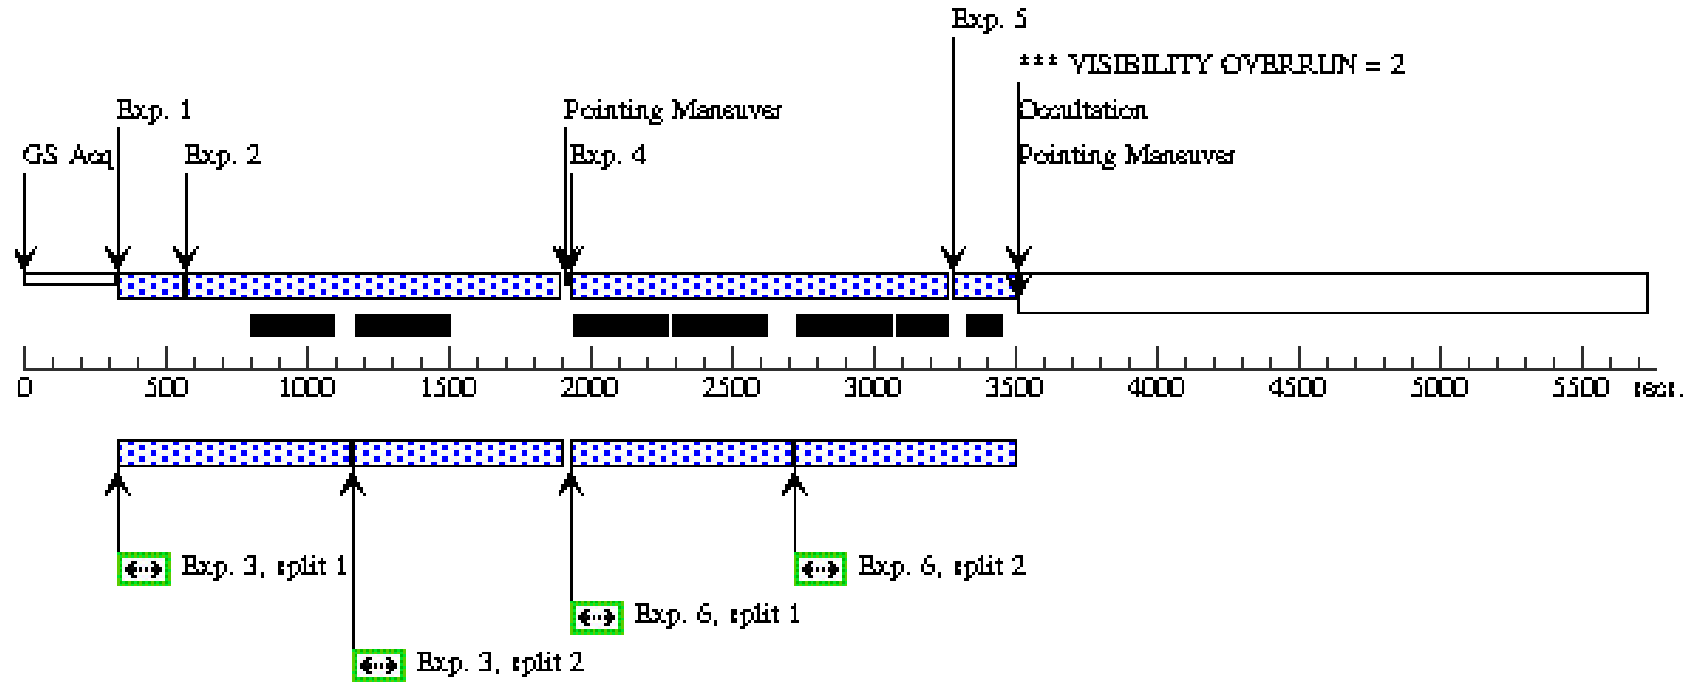 Exp. 5
*** VISIBILITY OVERRUN = 2
Exp. 1
Pointing Maneuver
Occultation
GS Acq
Exp. 2
Exp. 4
Pointing Maneuver
0 500 1000 1500 2000 2500 3000 3500 4000 4500 5000 5500 secs.
Exp. 3, split 1
Exp. 6, split 2
Exp. 6, split 1
Exp. 3, split 2